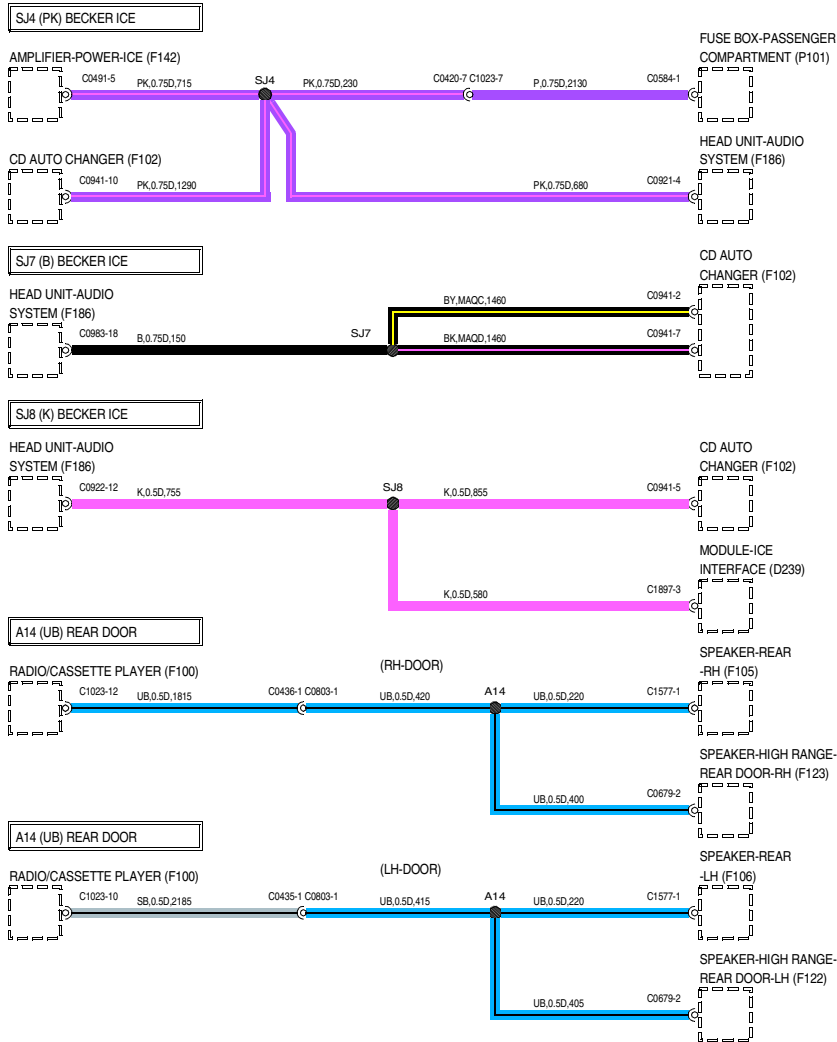 SJ4 (PK) BECKER ICE
AMPLIFIER-POWER-ICE (F142)
FUSE BOX-PASSENGER
COMPARTMENT (P101)
C0491-5
PK,0.75D,715
SJ4
PK,0.75D,230
C0420-7 C1023-7
P,0.75D,2130
C0584-1
CD AUTO CHANGER (F102)
HEAD UNIT-AUDIO
SYSTEM (F186)
C0941-10
PK,0.75D,1290
PK,0.75D,680
C0921-4
SJ7 (B) BECKER ICE
HEAD UNIT-AUDIO
SYSTEM (F186)
CD AUTO
CHANGER (F102)
C0983-18
B,0.75D,150
SJ7
BY,MAQC,1460
C0941-2
BK,MAQD,1460
C0941-7
SJ8 (K) BECKER ICE
HEAD UNIT-AUDIO
SYSTEM (F186)
CD AUTO
CHANGER (F102)
C0922-12
K,0.5D,755
SJ8
K,0.5D,855
C0941-5
MODULE-ICE
INTERFACE (D239)
K,0.5D,580
C1897-3
A14 (UB) REAR DOOR
RADIO/CASSETTE PLAYER (F100)
(RH-DOOR)
SPEAKER-REAR
-RH (F105)
C1023-12
UB,0.5D,1815
C0436-1 C0803-1
UB,0.5D,420
A14
UB,0.5D,220
C1577-1
SPEAKER-HIGH RANGE-
REAR DOOR-RH (F123)
UB,0.5D,400
C0679-2
A14 (UB) REAR DOOR
RADIO/CASSETTE PLAYER (F100)
(LH-DOOR)
SPEAKER-REAR
-LH (F106)
C1023-10
SB,0.5D,2185
C0435-1 C0803-1
UB,0.5D,415
A14
UB,0.5D,220
C1577-1
SPEAKER-HIGH RANGE-
REAR DOOR-LH (F122)
UB,0.5D,405
C0679-2